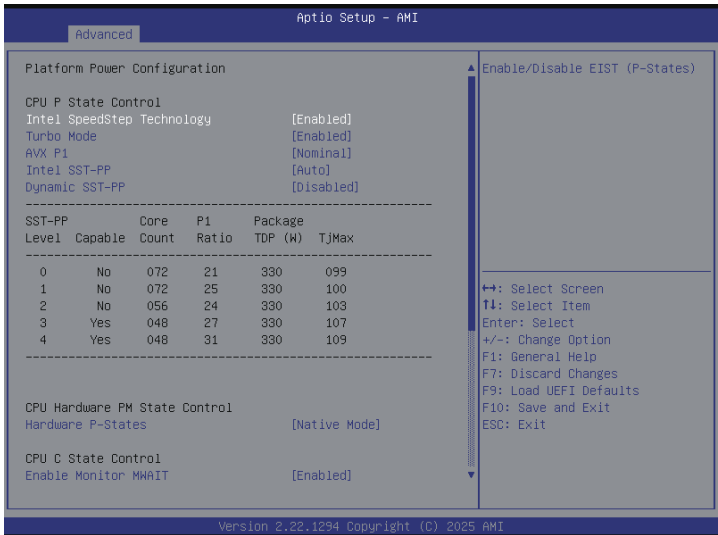 Aptio Setup – AMI
Advanced
Platform Power Configuration
CPU P State Control
Intel SpeedStep Technology [Enabled]
Turbo Mode [Enabled]
AVX P1 [Nominal]
Intel SST-PP [Auto]
Dynamic SST-PP [Disabled]
------------------------------------------------------------
SST-PP Core P1 Package
Level Capable Count Ratio TDP (W) TjMax
------------------------------------------------------------
0 No 072 21 330 099
1 No 072 25 330 100
2 No 056 24 330 103
3 Yes 048 27 330 107
4 Yes 048 31 330 109
------------------------------------------------------------
CPU Hardware PM State Control
Hardware P-States [Native Mode]
CPU C State Control
Enable Monitor MWAIT [Enabled]
Enable/Disable EIST (P-States)
↔: Select Screen
↑↓: Select Item
Enter: Select
+/-: Change Option
F1: General Help
F7: Discard Changes
F9: Load UEFI Defaults
F10: Save and Exit
ESC: Exit
Version 2.22.1294 Copyright (C) 2025 AMI